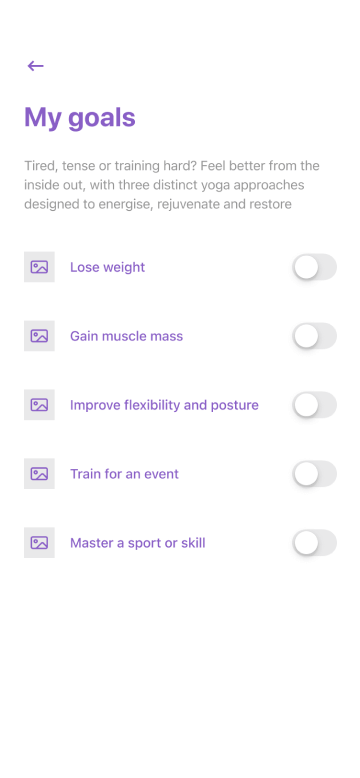 My goals
Tired, tense or training hard? Feel better from the
inside out, with three distinct yoga approaches
designed to energise, rejuvenate and restore
Lose weight
Gain muscle mass
Improve flexibility and posture
Train for an event
Master a sport or skill